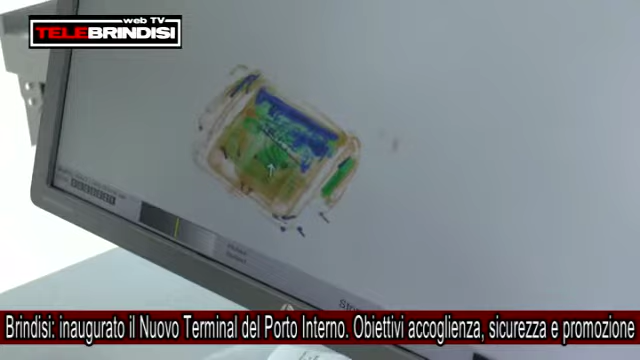 web TV
TELEBRINDISI
Brindisi: inaugurato il Nuovo Terminal del Porto Interno. Obiettivi accoglienza, sicurezza e promozione